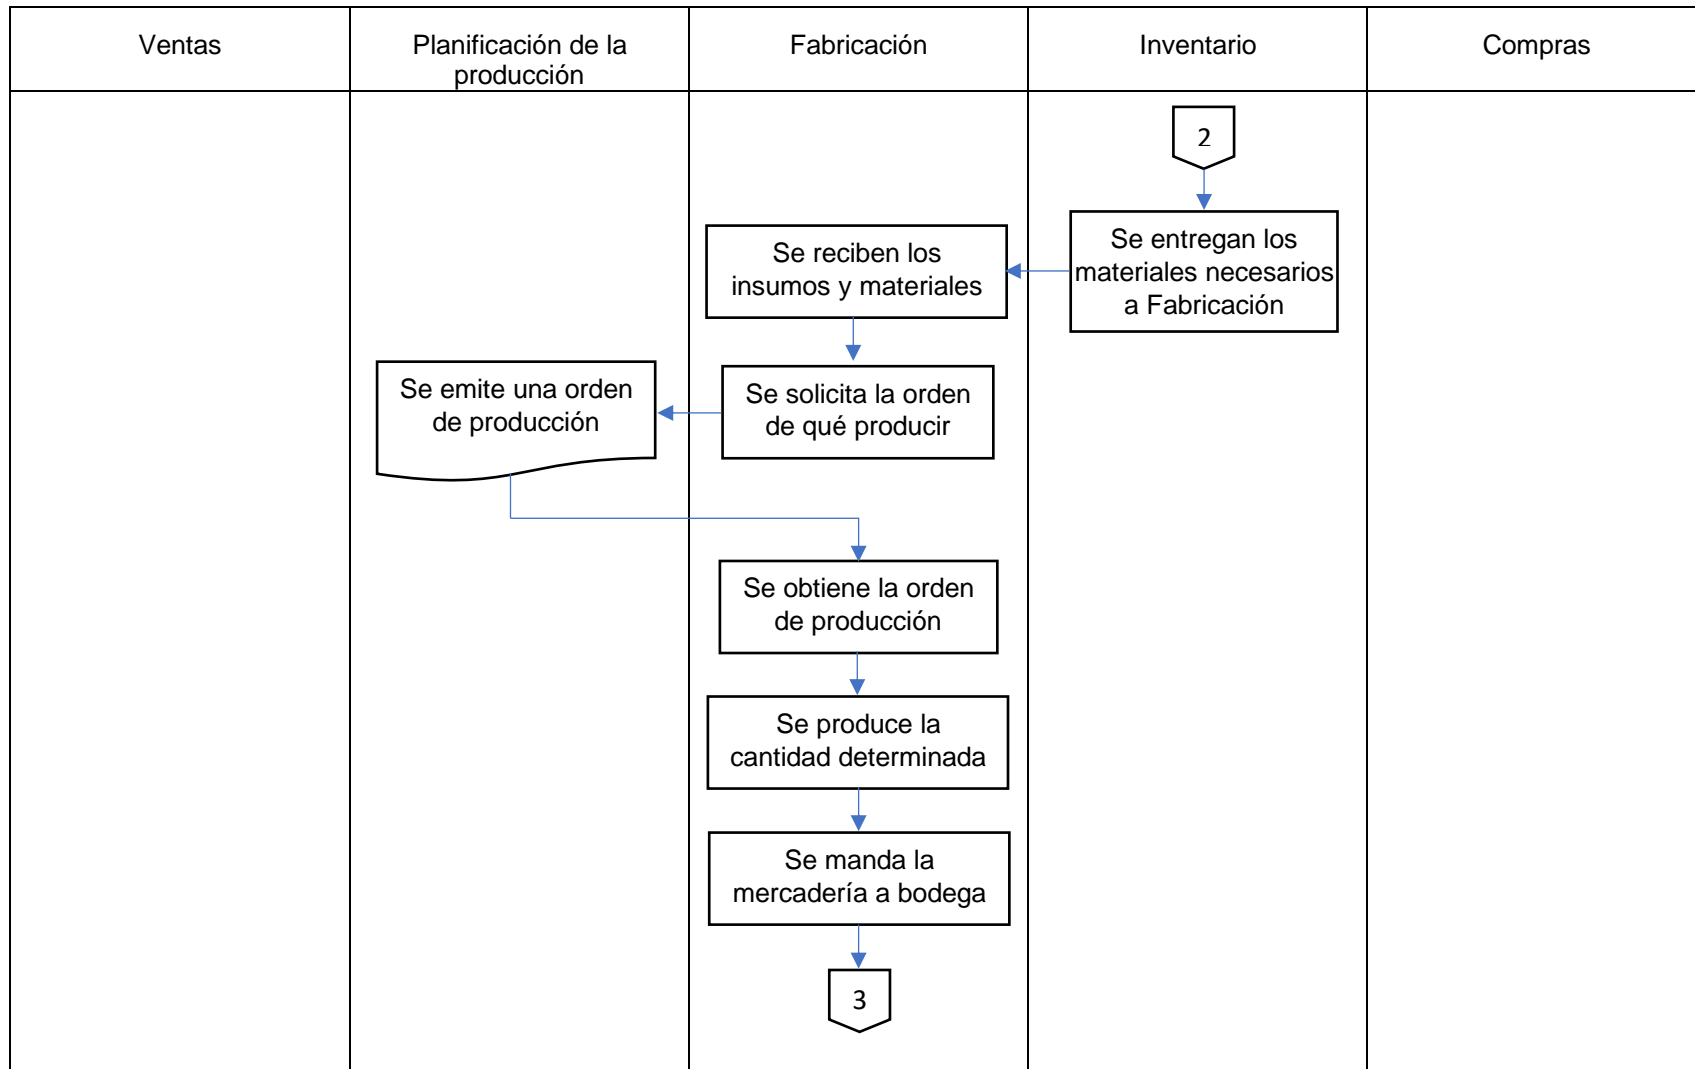 Ventas
Planificación de la
producción
Fabricación
Inventario
Compras
2
Se entregan los
materiales necesarios
a Fabricación
Se reciben los
insumos y materiales
Se solicita la orden
de qué producir
Se emite una orden
de producción
Se obtiene la orden
de producción
Se produce la
cantidad determinada
Se manda la
mercadería a bodega
3